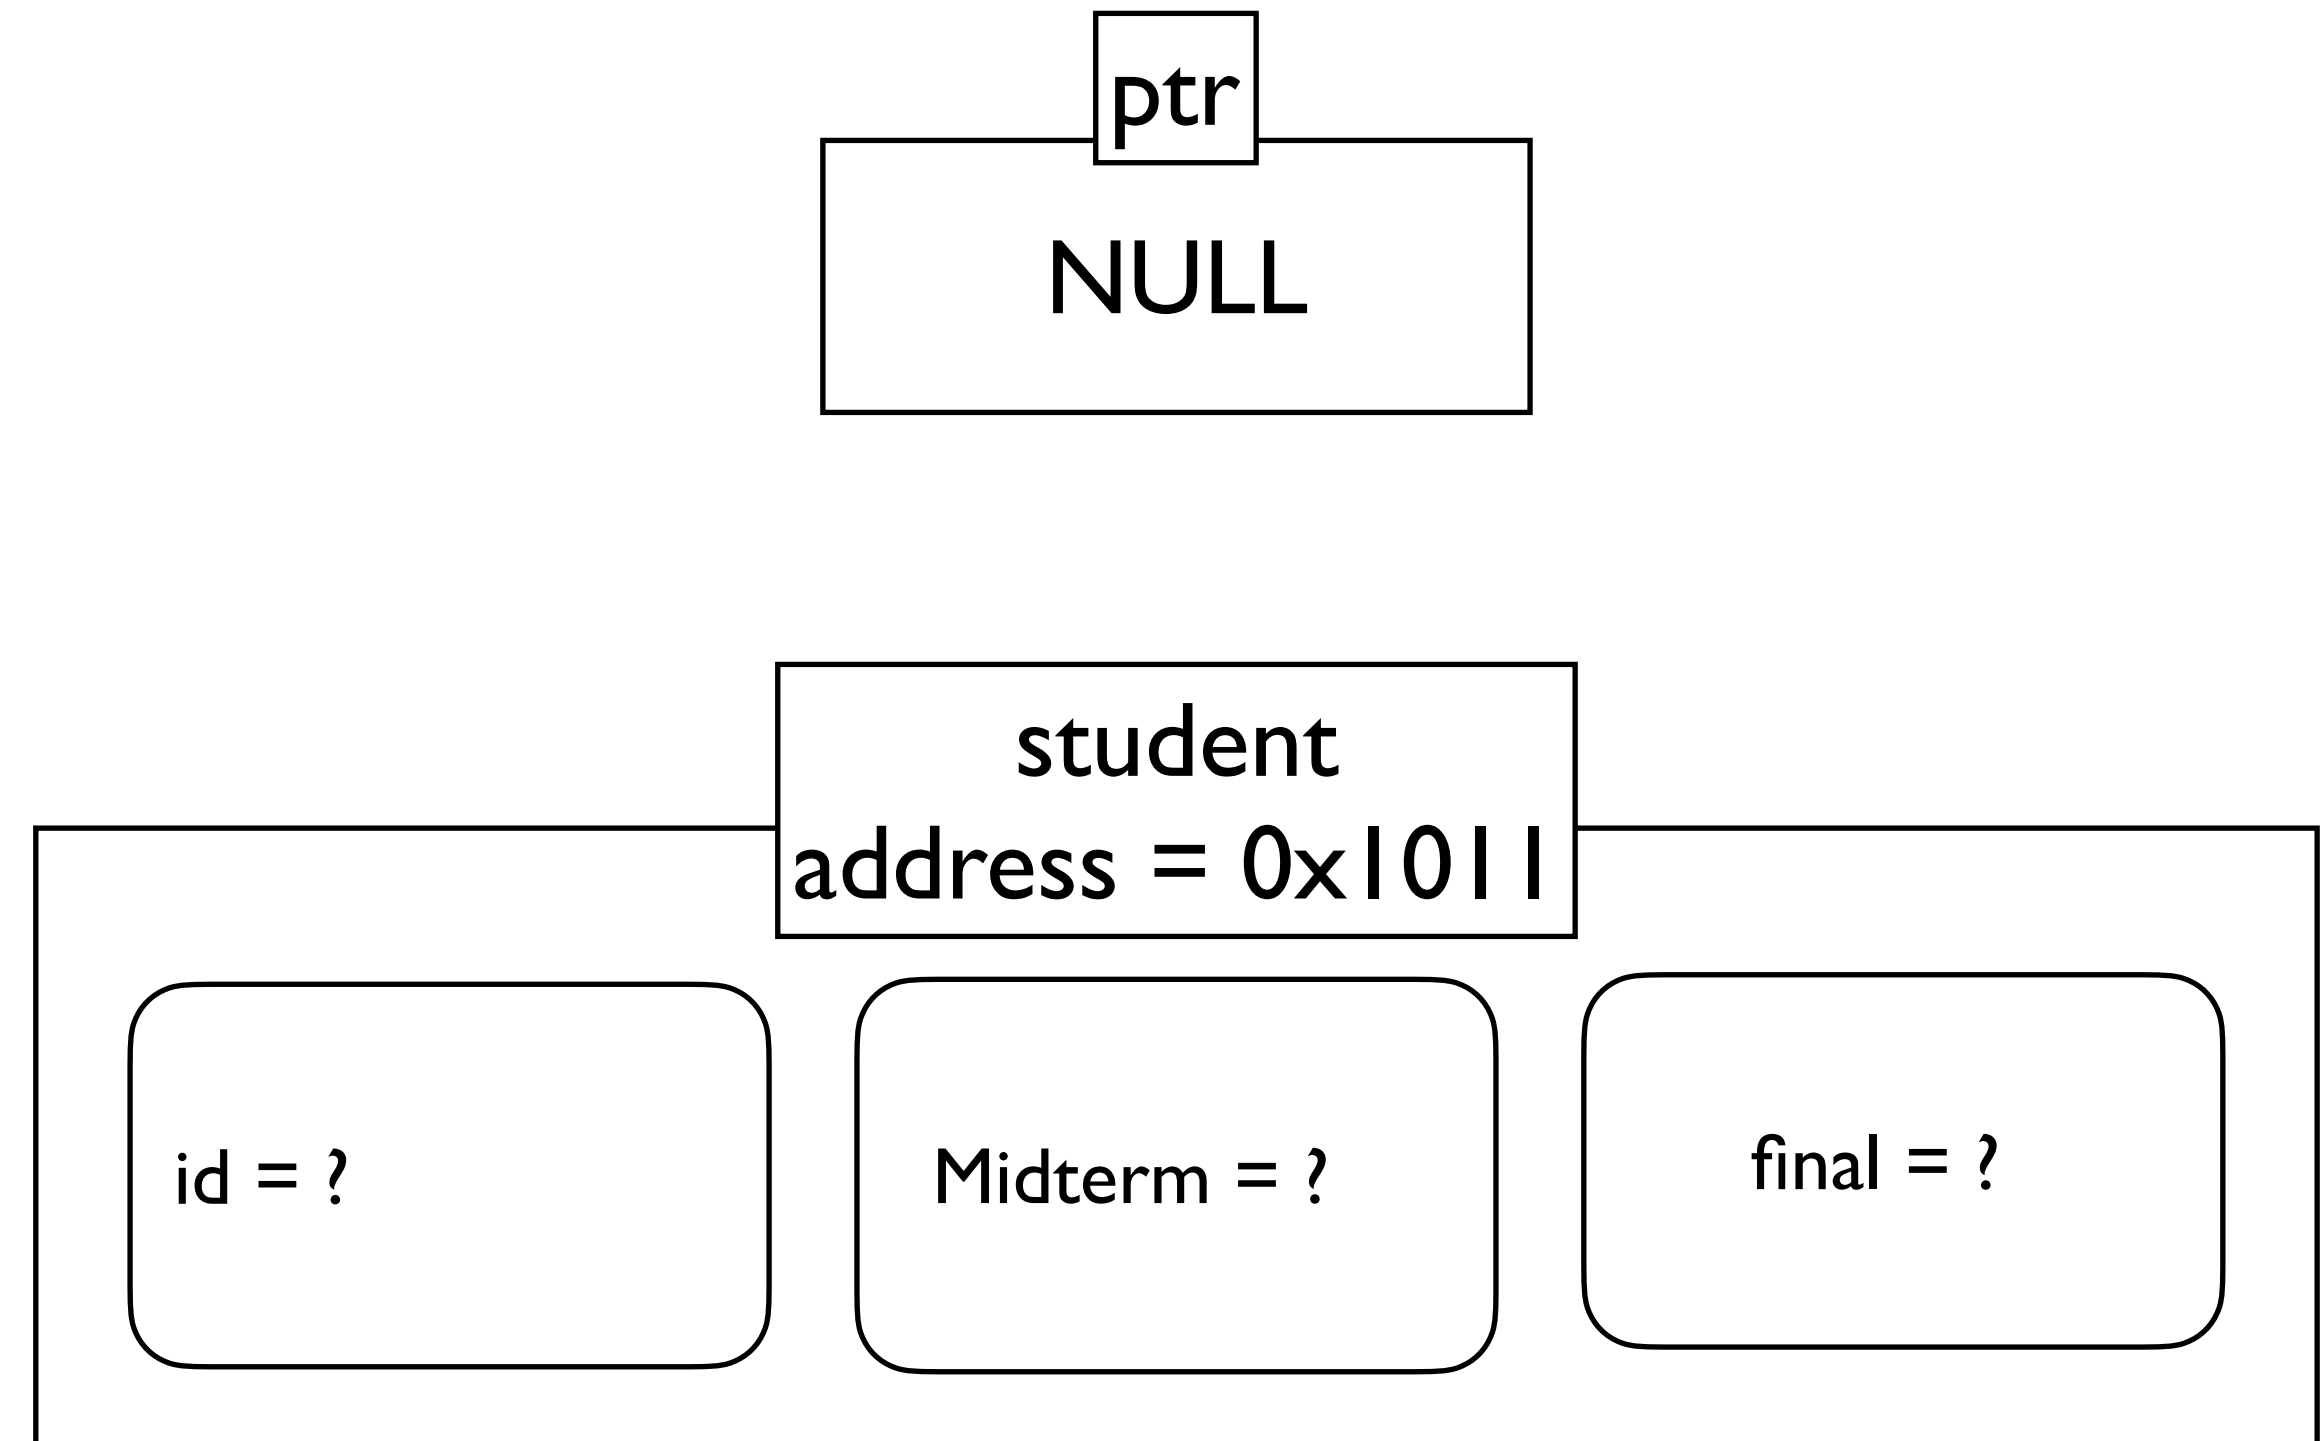 ptr
NULL
student
address = 0x1011
id = ?
Midterm = ?
final = ?